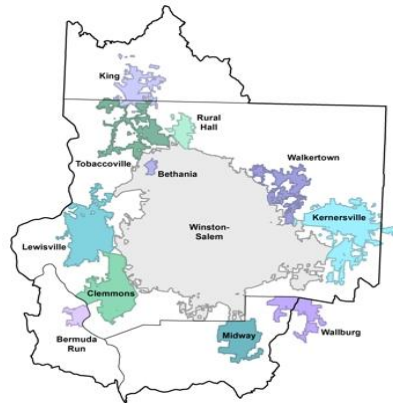 King
Rural
Hall
Tobaccoville
Bethania
Walkertown
Winston-
Salem
Kernersville
Lewisville
Clemmons
Bermuda
Run
Midway
Wallburg